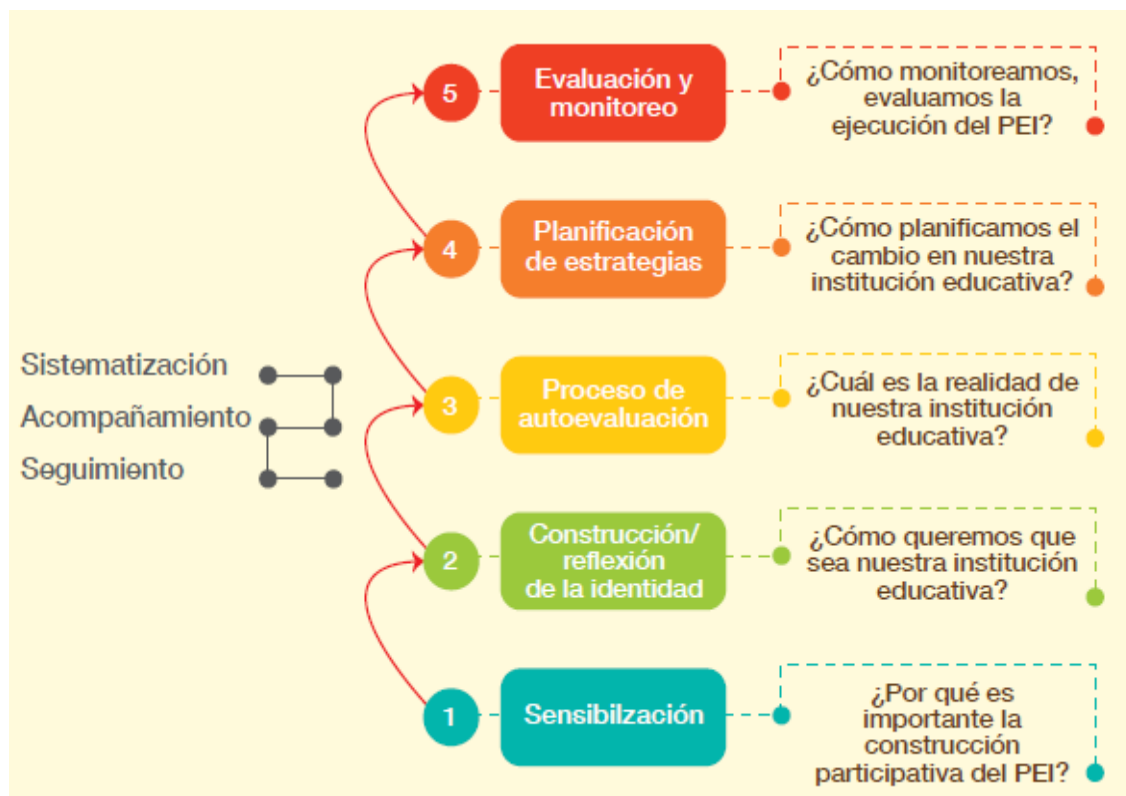 5
Evaluación y
monitoreo
¿Cómo monitoreamos,
evaluamos la
ejecución del PEI?
4
Planificación
de estrategias
¿Cómo planificamos el
cambio en nuestra
institución educativa?
Sistematización
Acompañamiento
Seguimiento
3
Proceso de
autoevaluación
¿Cuál es la realidad de
nuestra institución
educativa?
2
Construcción/
reflexión
de la identidad
¿Cómo queremos que
sea nuestra institución
educativa?
1
Sensibilzación
¿Por qué es
importante la
construcción
participativa del PEI?